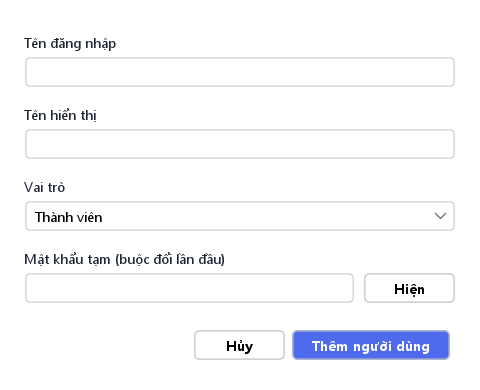 Tên đăng nhập
Tên hiển thị
Vai trò
Thành viên
Mật khẩu tạm (buộc đổi lần đầu)
Hiện
Hủy
Thêm người dùng